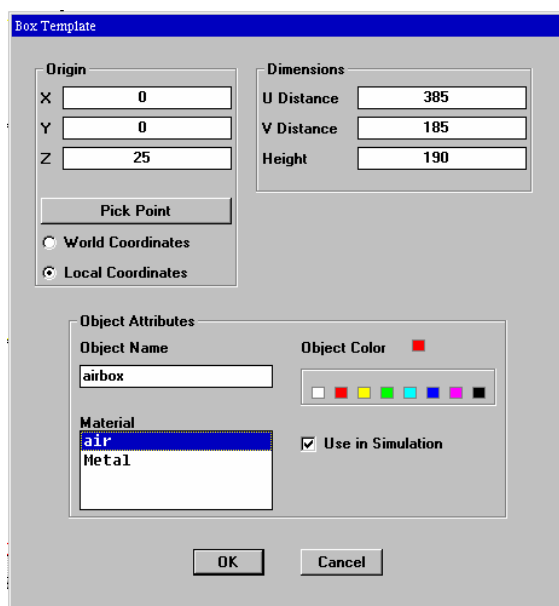 Box Template
Origin
X 0
Y 0
Z 25
Pick Point
World Coordinates
Local Coordinates
Dimensions
U Distance 385
V Distance 185
Height 190
Object Attributes
Object Name
airbox
Material
air
Metal
Object Color
Use in Simulation
OK
Cancel